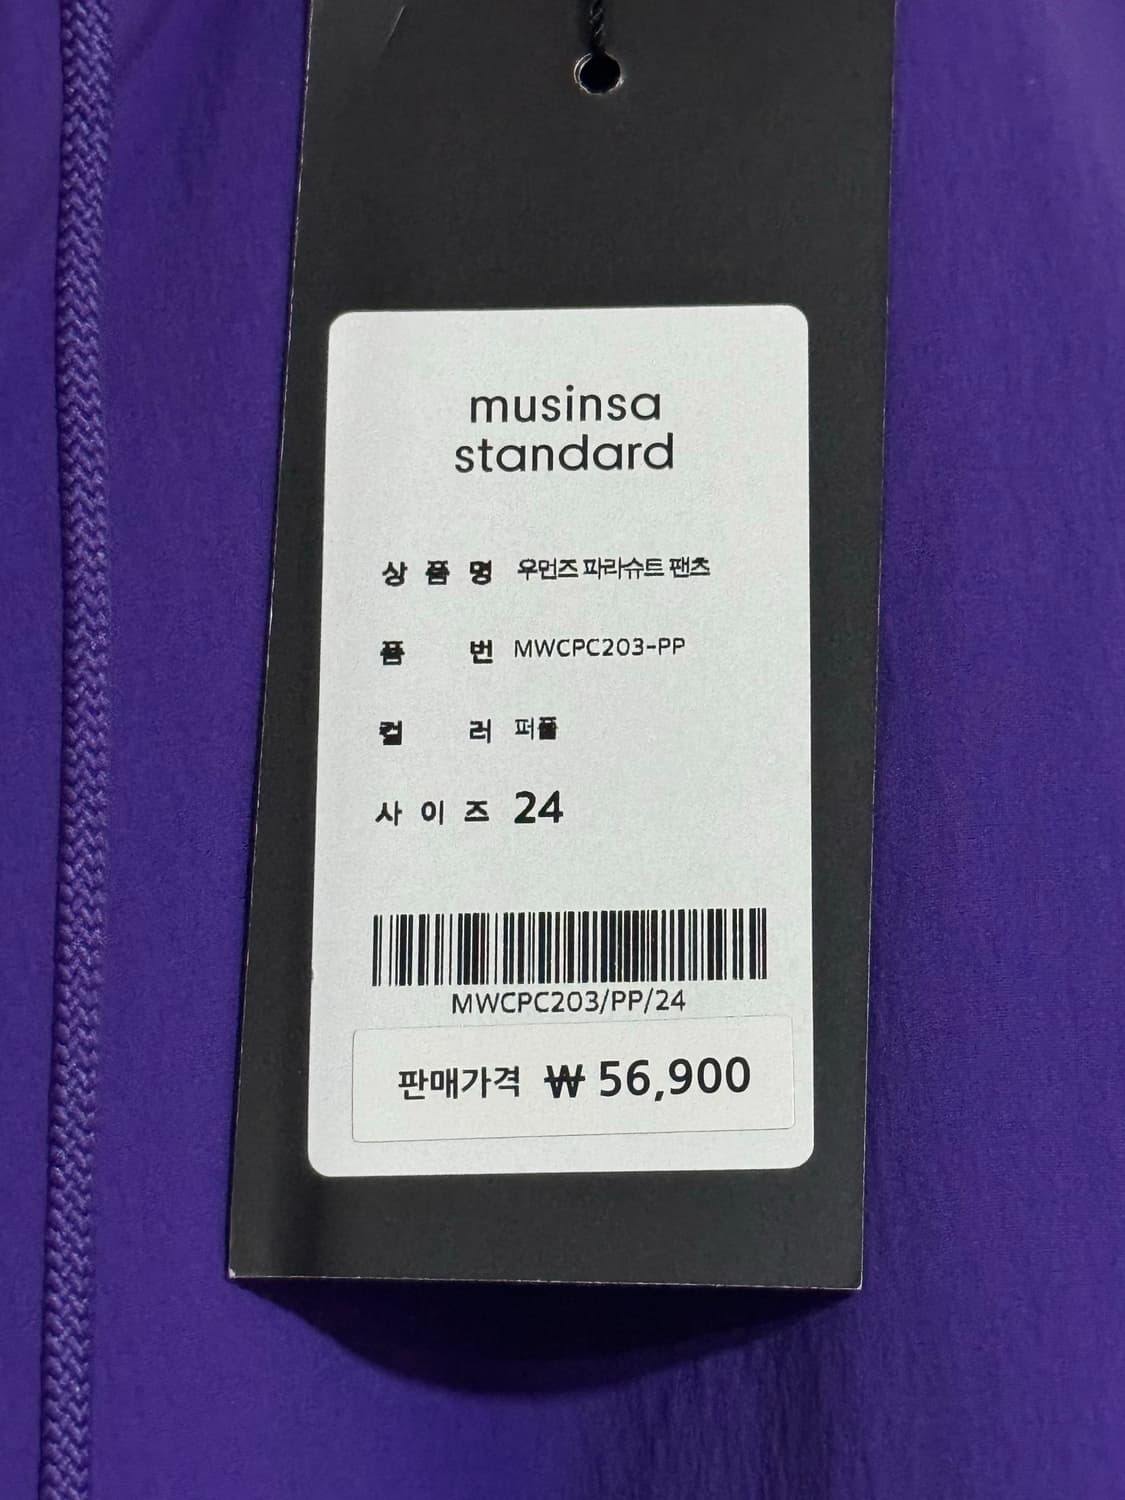 musinsa
standard
상 품 명 우먼즈 파라슈트 팬츠
품 번 MWCPC203-PP
컬 러 퍼플
사 이 즈 24
MWCPC203/PP/24
판매가격 ₩ 56,900